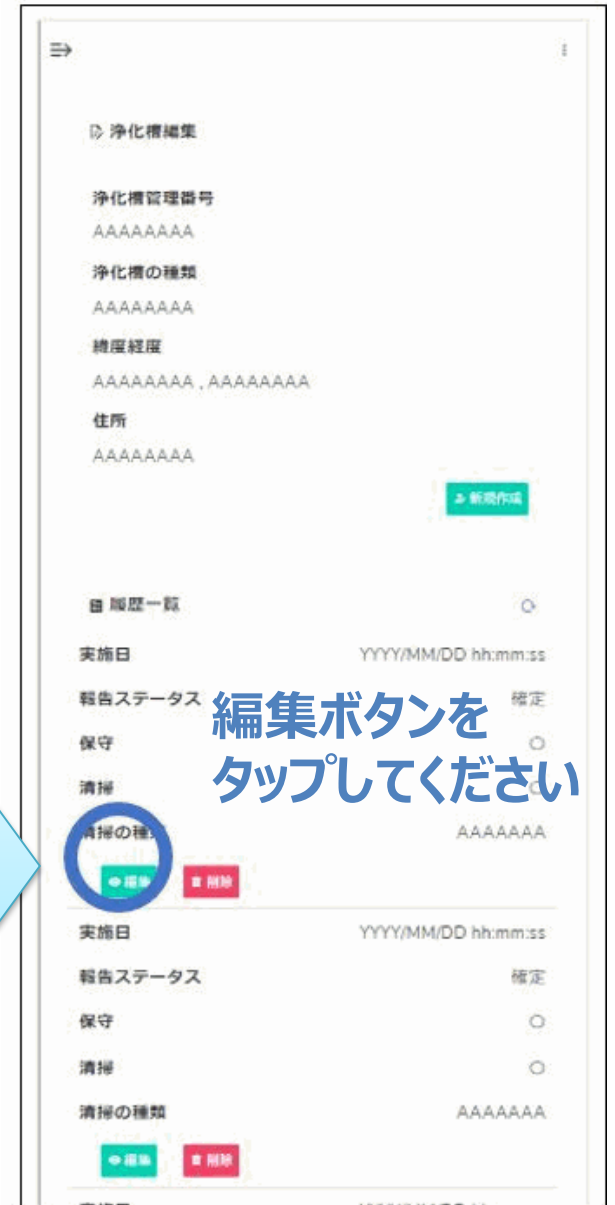 浄化槽編集
浄化槽管理番号
AAAAAAAA
浄化槽の種類
AAAAAAAA
緯度経度
AAAAAAAA , AAAAAAAA
住所
AAAAAAAA
新規作成
履歴一覧
実施日 YYYY/MM/DD hh:mm:ss
報告ステータス 確定
編集ボタンを
保守 ○
タップしてください
清掃 ○
清掃の種類 AAAAAAA
編集 削除
実施日 YYYY/MM/DD hh:mm:ss
報告ステータス 確定
保守 ○
清掃 ○
清掃の種類 AAAAAAA
編集 削除